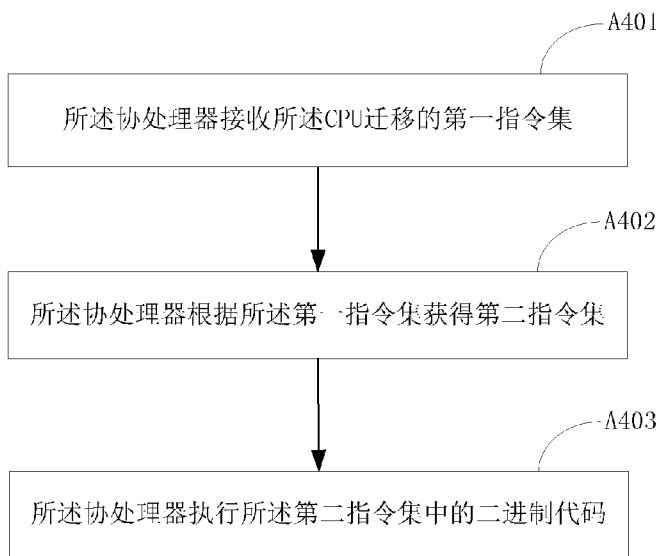 A401
所述协处理器接收所述CPU迁移的第一指令集
A402
所述协处理器根据所述第一指令集获得第二指令集
A403
所述协处理器执行所述第二指令集中的二进制代码